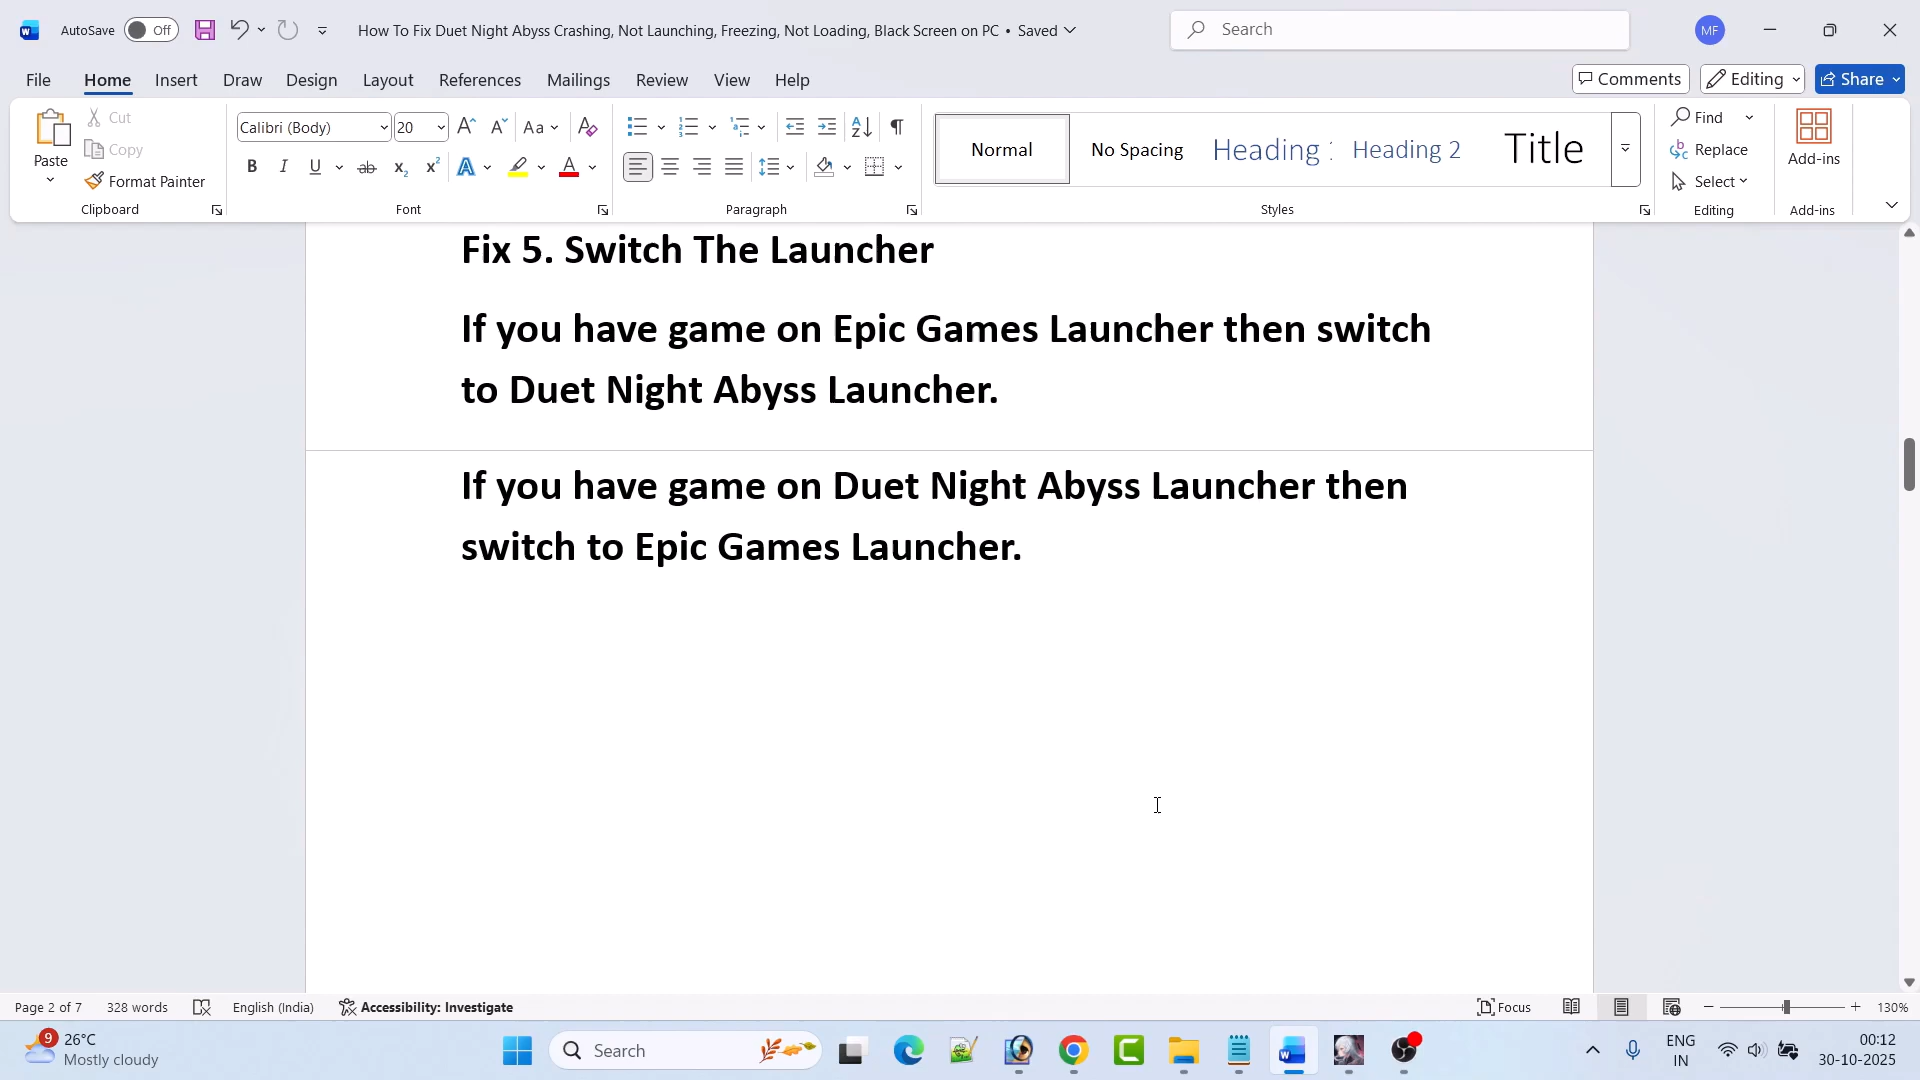 AutoSave Off How To Fix Duet Night Abyss Crashing, Not Launching, Freezing, Not Loading, Black Screen on PC • Saved Search MF
File Home Insert Draw Design Layout References Mailings Review View Help Comments Editing Share
Paste Cut Copy Format Painter Clipboard
Calibri (Body) 20 Font
Paragraph
Normal No Spacing Heading Heading 2 Title Styles
Find Replace Select Editing
Add-ins Add-ins
Fix 5. Switch The Launcher
If you have game on Epic Games Launcher then switch
to Duet Night Abyss Launcher.
If you have game on Duet Night Abyss Launcher then
switch to Epic Games Launcher.
Page 2 of 7 328 words English (India) Accessibility: Investigate Focus 130%
9 26°C
Mostly cloudy
Search
ENG
IN
00:12
30-10-2025